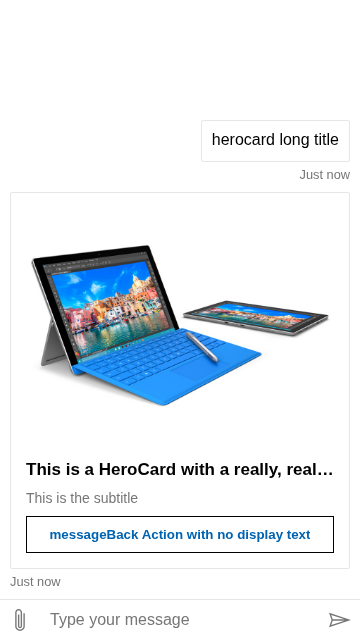 herocard long title
Just now
This is a HeroCard with a really, real…
This is the subtitle
messageBack Action with no display text
Just now
Type your message